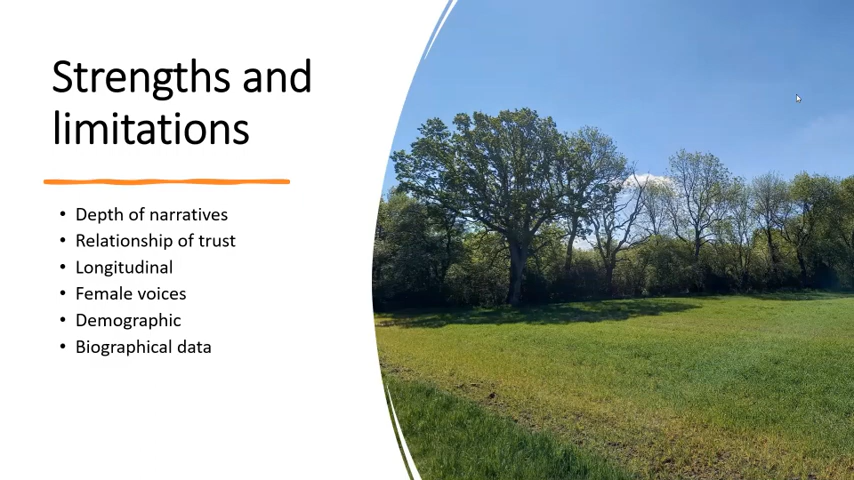 Strengths and
limitations
• Depth of narratives
• Relationship of trust
• Longitudinal
• Female voices
• Demographic
• Biographical data